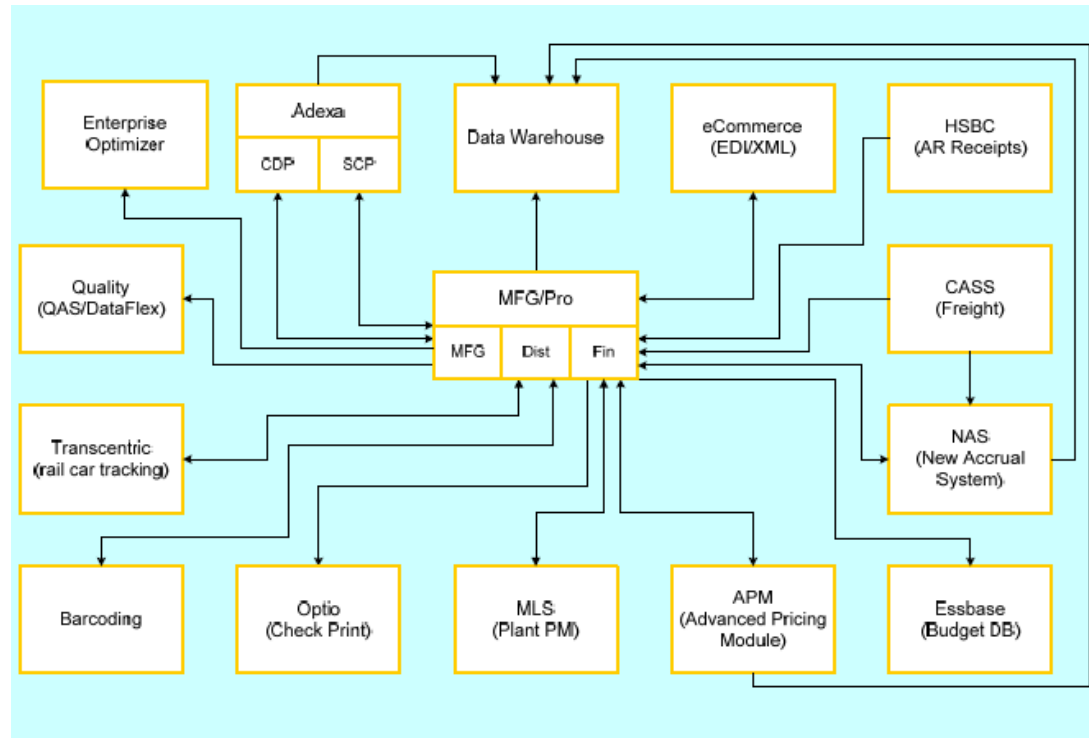 Enterprise
Optimizer
Adexa
CDP
SCP
Data Warehouse
eCommerce
(EDI/XML)
HSBC
(AR Receipts)
Quality
(QAS/DataFlex)
MFG/Pro
MFG
Dist
Fin
CASS
(Freight)
Transcentric
(rail car tracking)
NAS
(New Accrual
System)
Barcoding
Optio
(Check Print)
MLS
(Plant PM)
APM
(Advanced Pricing
Module)
Essbase
(Budget DB)